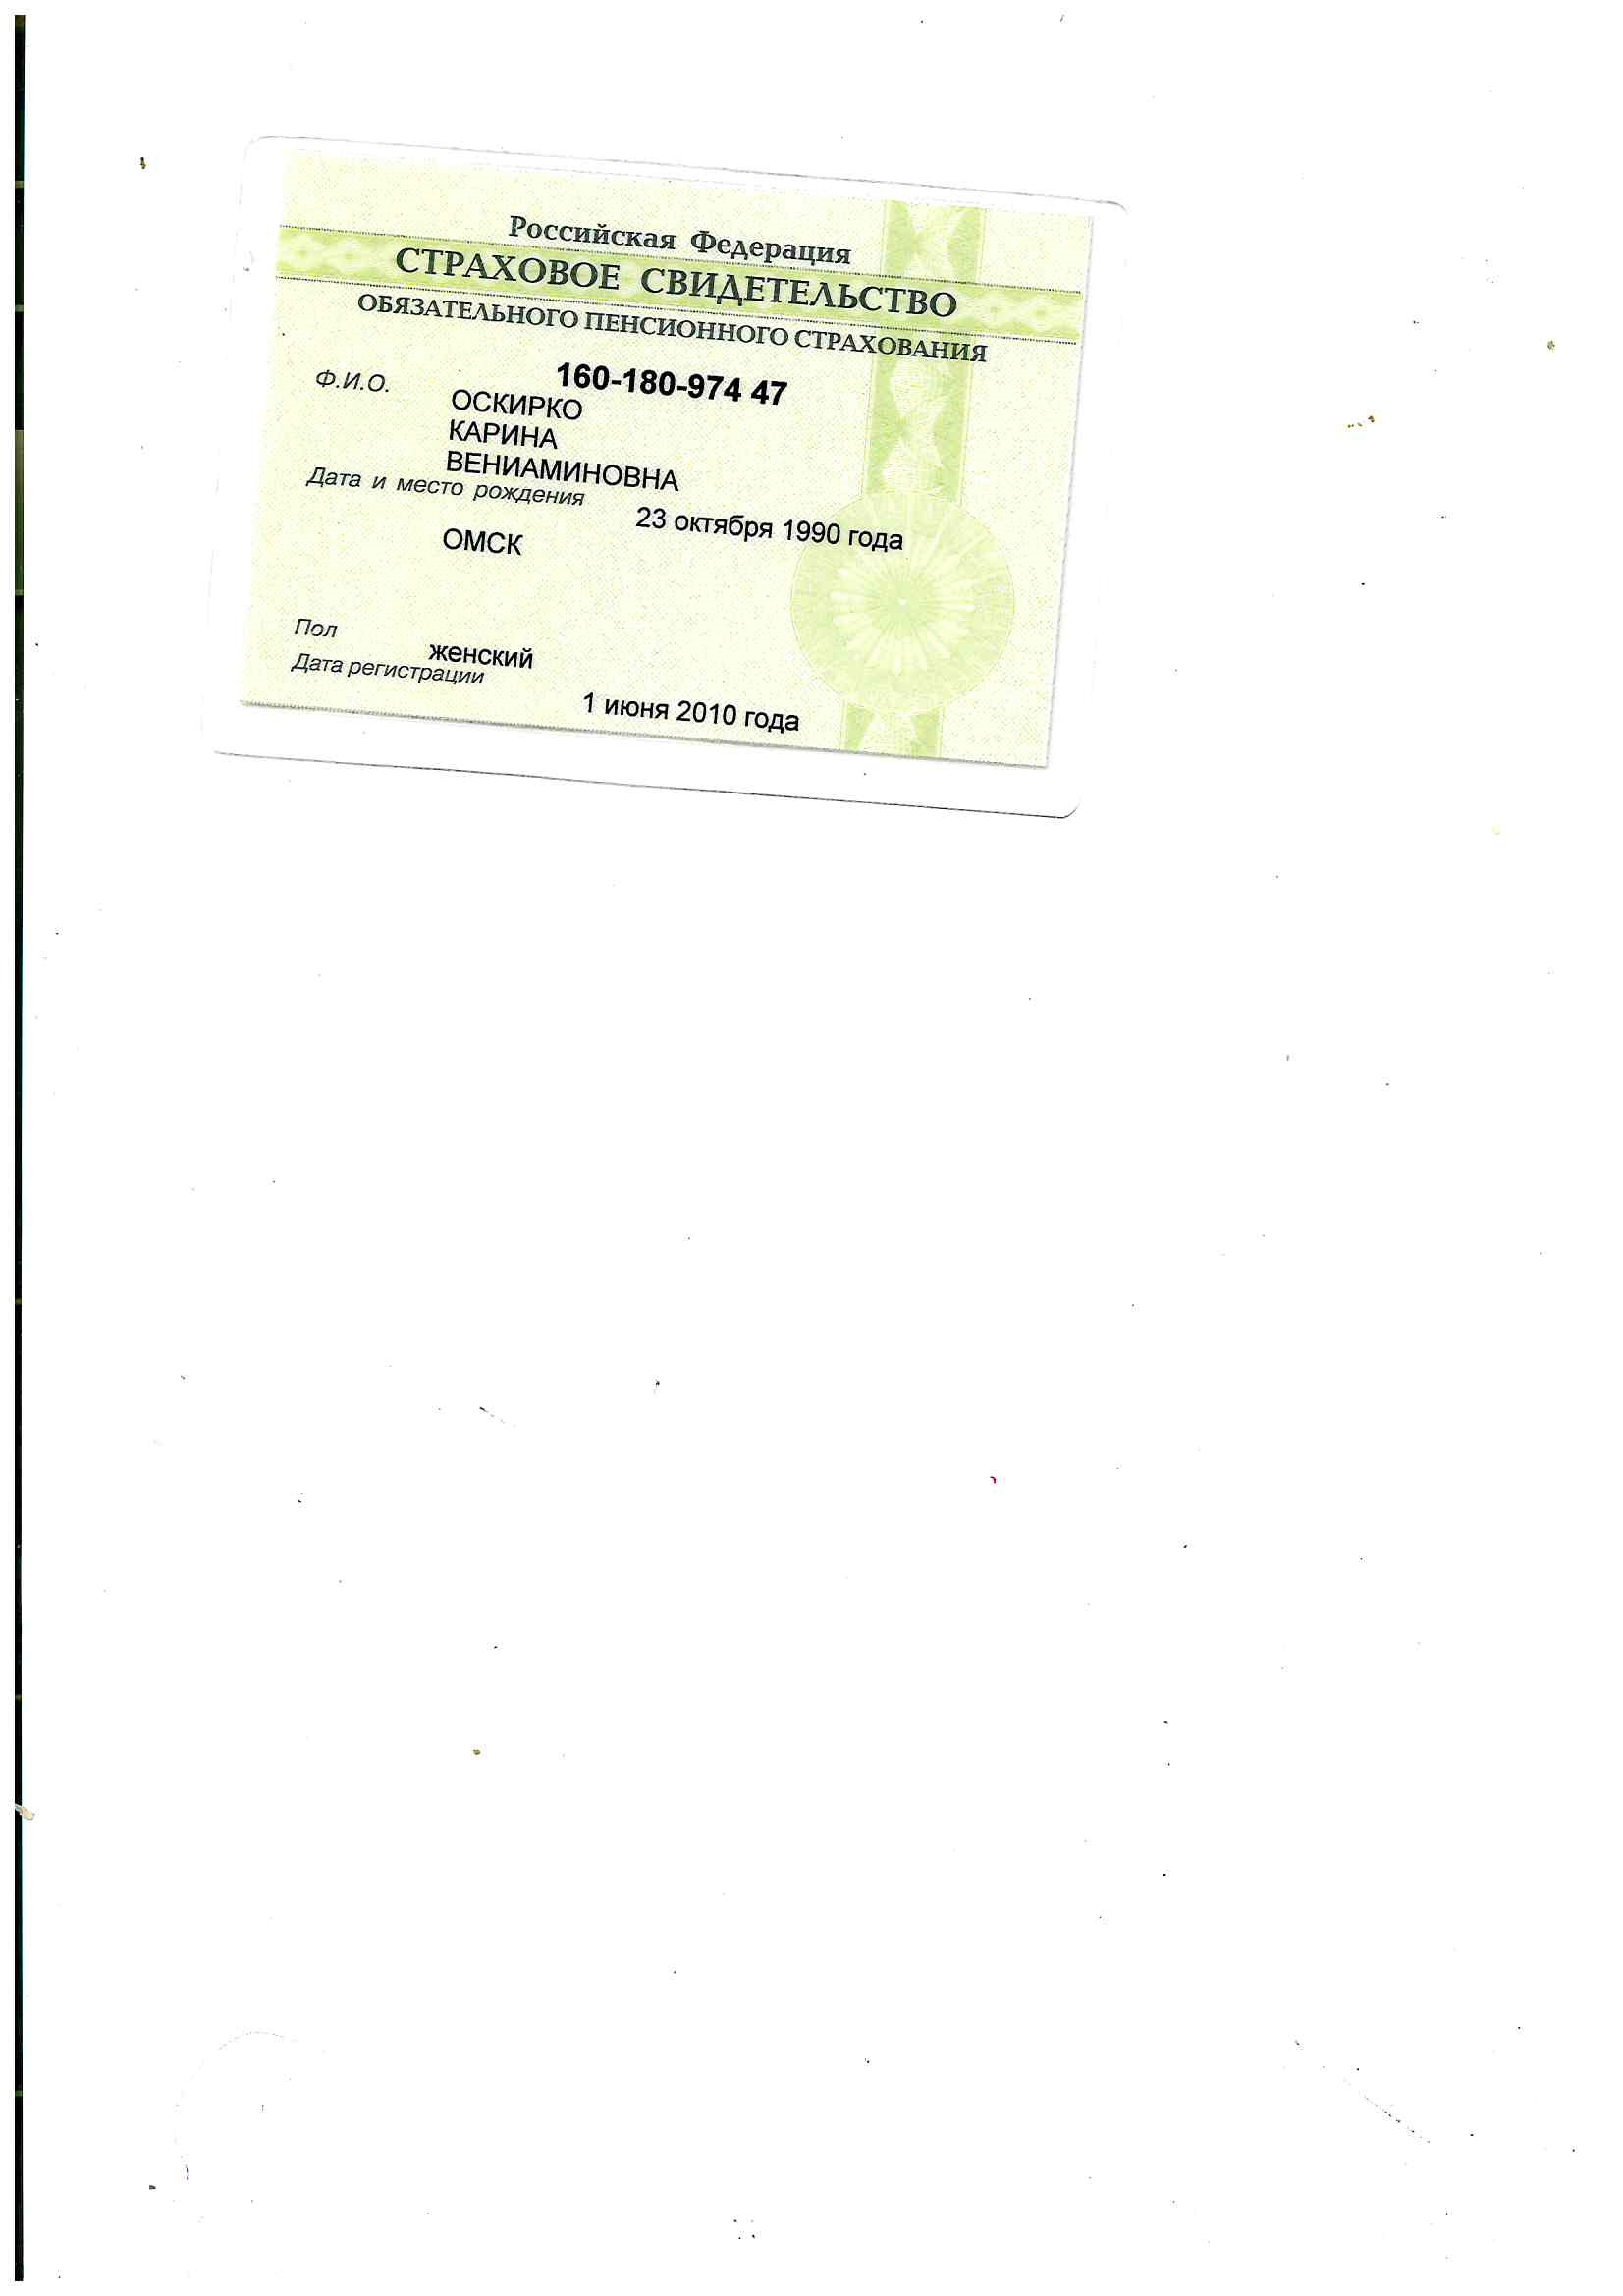 Российская Федерация
СТРАХОВОЕ СВИДЕТЕЛЬСТВО
ОБЯЗАТЕЛЬНОГО ПЕНСИОННОГО СТРАХОВАНИЯ
160-180-974 47
Ф.И.О.
ОСКИРКО
КАРИНА
ВЕНИАМИНОВНА
Дата и место рождения
23 октября 1990 года
ОМСК
Пол
женский
Дата регистрации
1 июня 2010 года